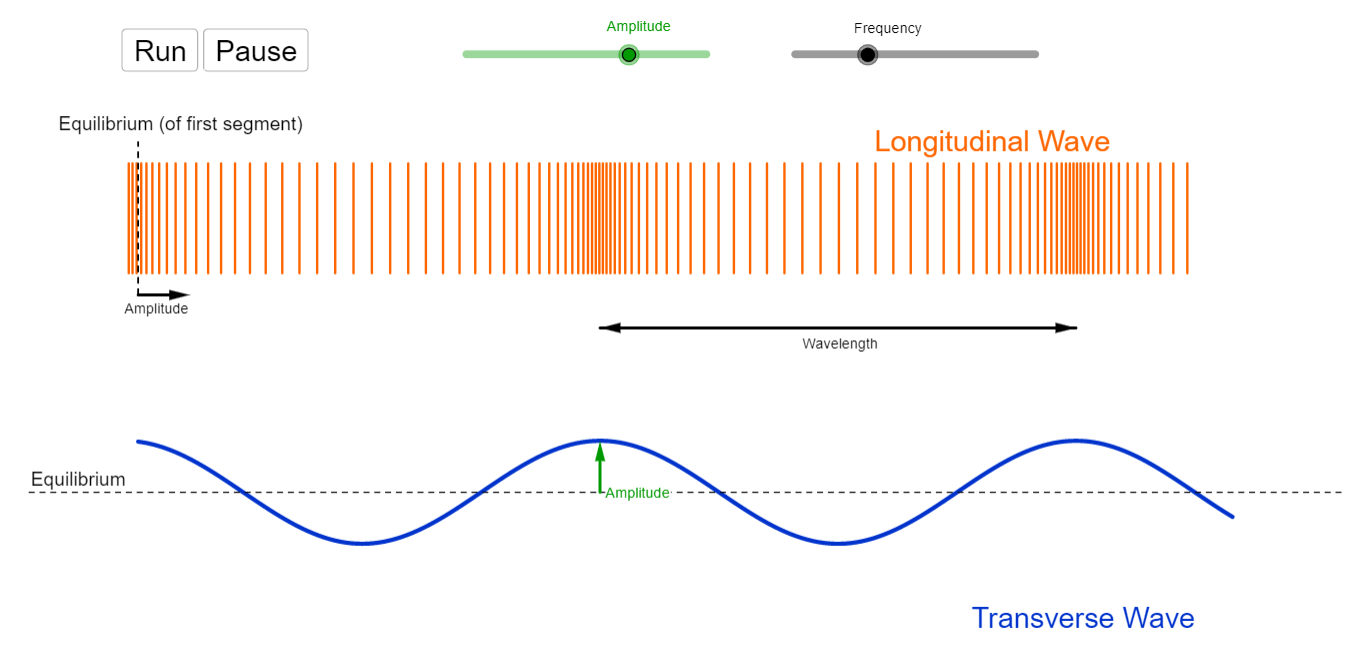 Run
Pause
Amplitude
Frequency
Equilibrium (of first segment)
Longitudinal Wave
Amplitude
Wavelength
Equilibrium
Amplitude
Transverse Wave